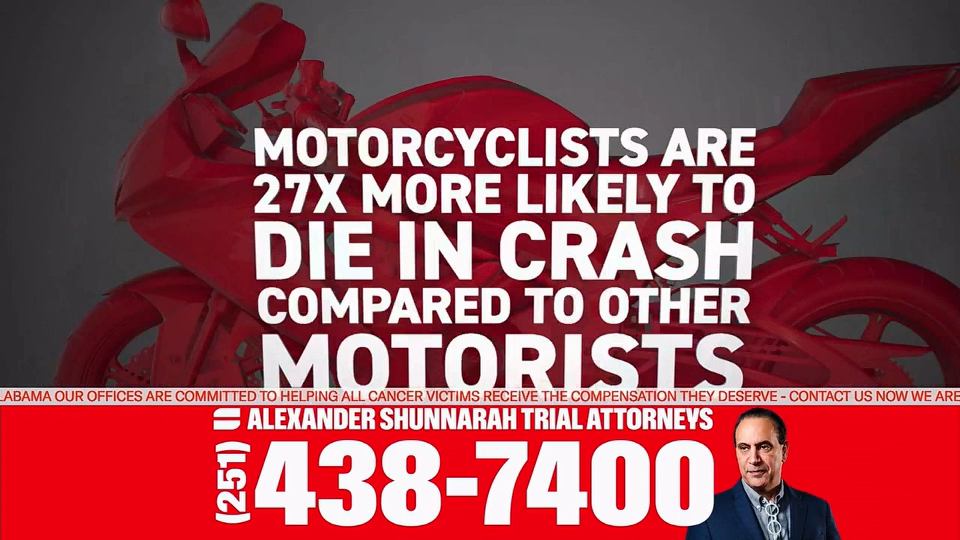 MOTORCYCLISTS ARE
27X MORE LIKELY TO
DIE IN CRASH
COMPARED TO OTHER
MOTORISTS
LABAMA OUR OFFICES ARE COMMITTED TO HELPING ALL CANCER VICTIMS RECEIVE THE COMPENSATION THEY DESERVE - CONTACT US NOW WE ARE
ALEXANDER SHUNNARAH TRIAL ATTORNEYS
(251) 438-7400